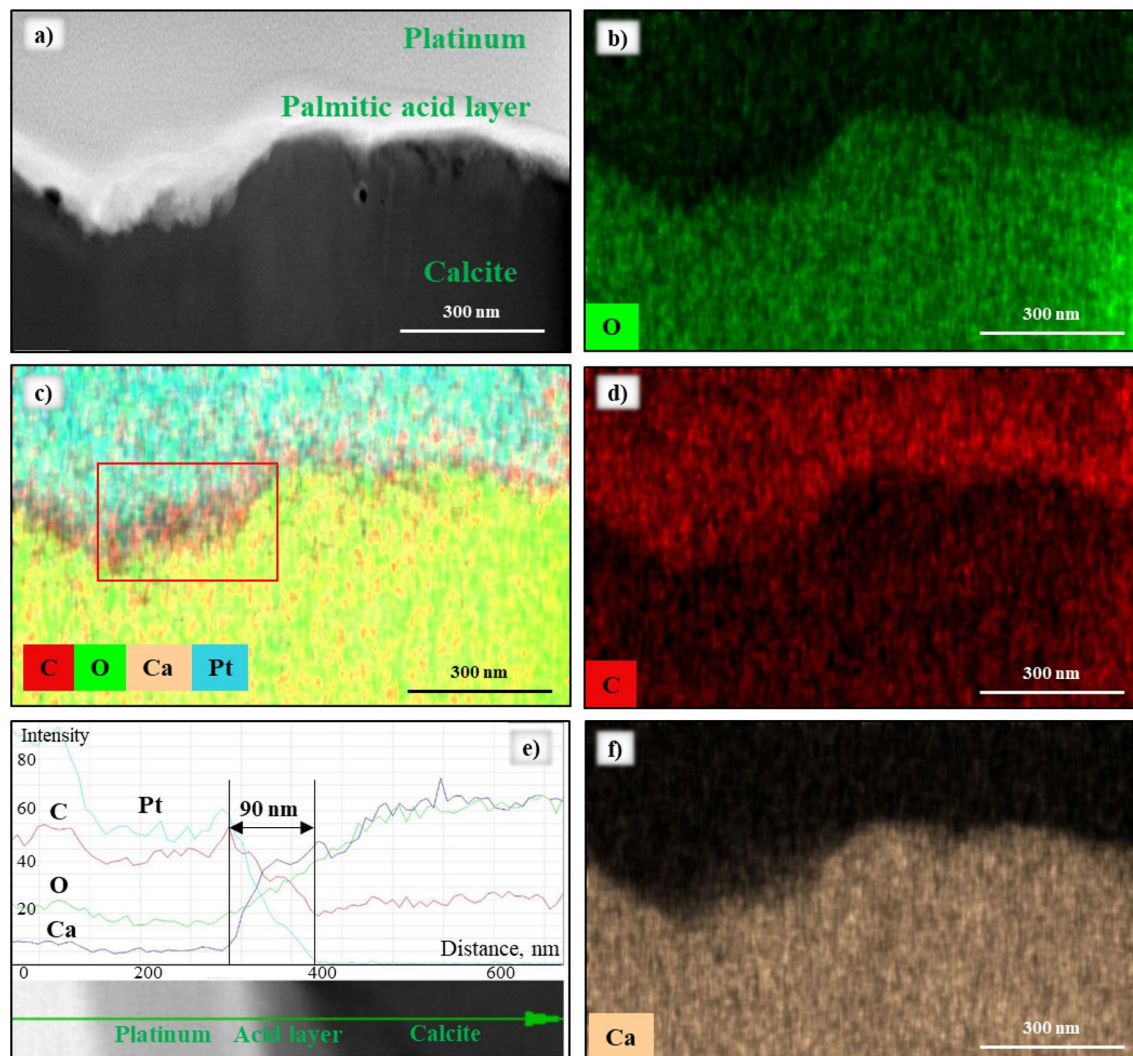 a)
Platinum
Palmitic acid layer
Calcite
300 nm
b)
O
300 nm
c)
C O Ca Pt
300 nm
d)
C
300 nm
e)
Intensity
80
60
40
20
C
Pt
90 nm
O
Ca
Distance, nm
0 200 400 600
Platinum Acid layer Calcite
f)
Ca
300 nm